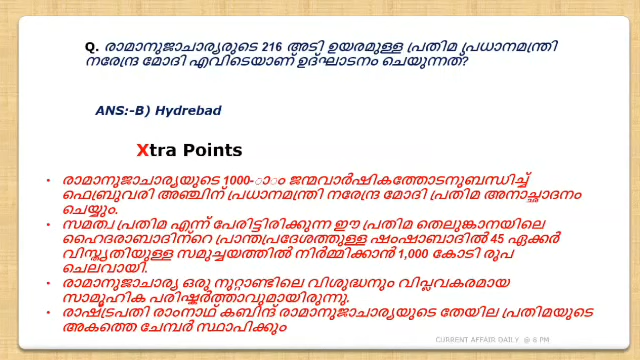 Q. രാമാനുജാചാര്യരുടെ 216 അടി ഉയരമുള്ള പ്രതിമ പ്രധാനമന്ത്രി
നരേന്ദ്ര മോദി എവിടെയാണ് ഉദ്ഘാടനം ചെയുന്നത്?
ANS:-B) Hydrebad
Xtra Points
• രാമാനുജാചാര്യയുടെ 1000-ാാം ജന്മവാർഷികത്തോടനുബന്ധിച്ച്
ഫെബ്രുവരി അഞ്ചിന് പ്രധാനമന്ത്രി നരേന്ദ്ര മോദി പ്രതിമ അനാച്ഛാദനം
ചെയ്യും.
• സമത്വ പ്രതിമ എന്ന് പേരിട്ടിരിക്കുന്ന ഈ പ്രതിമ തെലുങ്കാനയിലെ
ഹൈദരാബാദിന്റെ പ്രാന്തപ്രദേശത്തുള്ള ഷംഷാബാദിൽ 45 ഏക്കർ
വിസ്തൃതിയുള്ള സമുച്ചയത്തിൽ നിർമ്മിക്കാൻ 1,000 കോടി രൂപ
ചെലവായി.
• രാമാനുജാചാര്യ ഒരു നൂറ്റാണ്ടിലെ വിശുദ്ധനും വിപ്ലവകരമായ
സാമൂഹിക പരിഷ്കർത്താവുമായിരുന്നു.
• രാഷ്ട്രപതി രാംനാഥ് കബിന്ദ് രാമാനുജാചാര്യയുടെ തേയില പ്രതിമയുടെ
അകത്തെ ചേമ്പർ സ്ഥാപിക്കും
CURRENT AFFAIR DAILY @ 6 PM